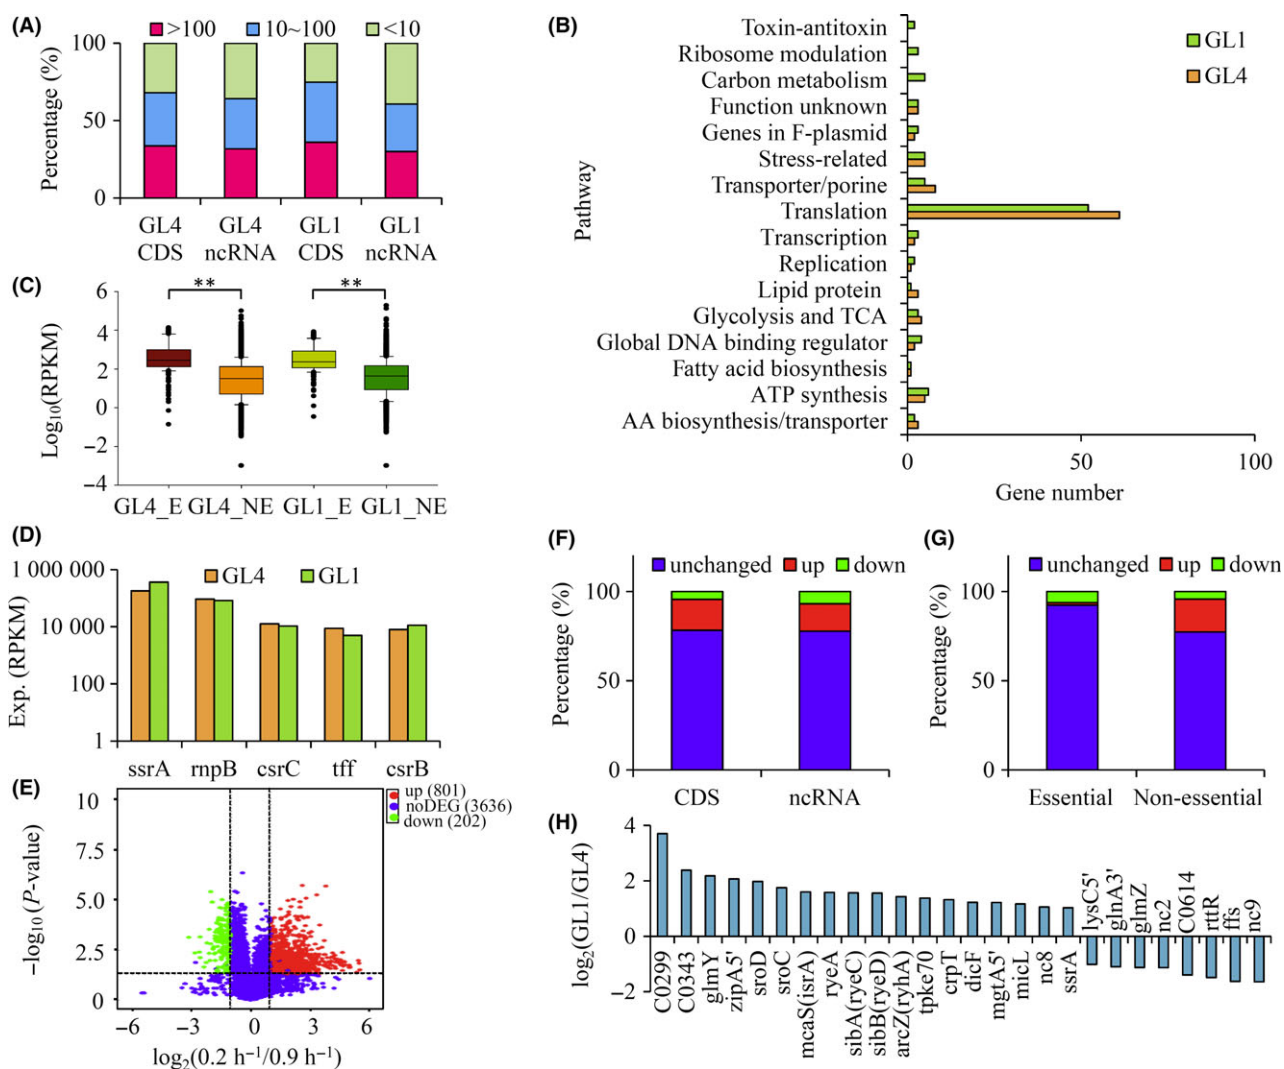 (A)
>100 10~100 <10
Percentage (%)
100
50
0
GL4 CDS
GL4 ncRNA
GL1 CDS
GL1 ncRNA
(B)
Pathway
Toxin-antitoxin
Ribosome modulation
Carbon metabolism
Function unknown
Genes in F-plasmid
Stress-related
Transporter/porine
Translation
Transcription
Replication
Lipid protein
Glycolysis and TCA
Global DNA binding regulator
Fatty acid biosynthesis
ATP synthesis
AA biosynthesis/transporter
GL1
GL4
0 50 100
Gene number
(C)
Log₁₀(RPKM)
6
4
2
0
−2
−4
** **
GL4_E GL4_NE GL1_E GL1_NE
(D)
Exp. (RPKM)
1 000 000
10 000
100
1
GL4 GL1
ssrA rnpB csrC tff csrB
(E)
−log₁₀(P-value)
10
7.5
5.0
2.5
0
up (801)
noDEG (3636)
down (202)
−6 −3 0 3 6
log₂(0.2 h⁻¹/0.9 h⁻¹)
(F)
unchanged up down
Percentage (%)
100
50
0
CDS ncRNA
(G)
unchanged up down
Percentage (%)
100
50
0
Essential Non-essential
(H)
log₂(GL1/GL4)
4
2
0
−2
C0299
C0343
glmY
zipA5'
sroD
sroC
mcaS(isrA)
ryeA
sibA(ryeC)
sibB(ryeD)
arcZ(ryhA)
tpke70
crpT
dicF
mgtA5'
micL
nc8
ssrA
lysC5'
glnA3'
glmZ
nc2
C0614
rttR
ffs
nc9